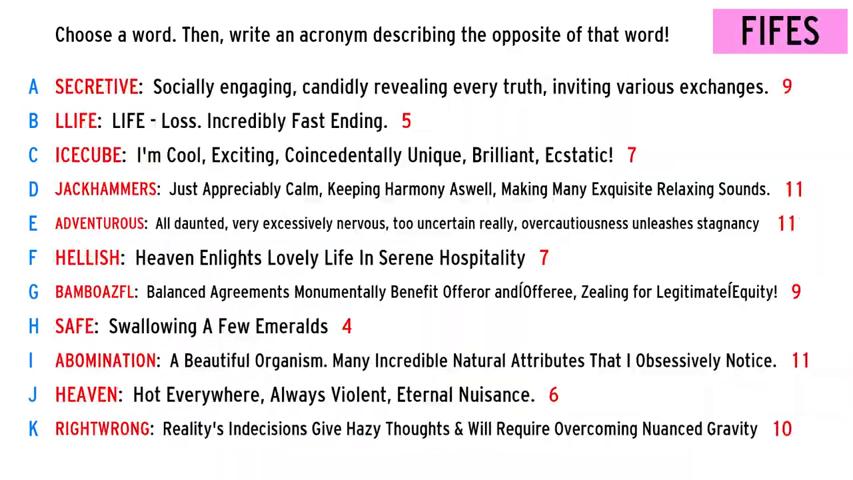 Choose a word. Then, write an acronym describing the opposite of that word!
FIFES
A SECRETIVE: Socially engaging, candidly revealing every truth, inviting various exchanges. 9
B LLIFE: LIFE - Loss. Incredibly Fast Ending. 5
C ICECUBE: I'm Cool, Exciting, Coincedentally Unique, Brilliant, Ecstatic! 7
D JACKHAMMERS: Just Appreciably Calm, Keeping Harmony Aswell, Making Many Exquisite Relaxing Sounds. 11
E ADVENTUROUS: All daunted, very excessively nervous, too uncertain really, overcautiousness unleashes stagnancy 11
F HELLISH: Heaven Enlights Lovely Life In Serene Hospitality 7
G BAMBOAZFL: Balanced Agreements Monumentally Benefit Offeror andÍOfferee, Zealing for LegitimateÍEquity! 9
H SAFE: Swallowing A Few Emeralds 4
I ABOMINATION: A Beautiful Organism. Many Incredible Natural Attributes That I Obsessively Notice. 11
J HEAVEN: Hot Everywhere, Always Violent, Eternal Nuisance. 6
K RIGHTWRONG: Reality's Indecisions Give Hazy Thoughts & Will Require Overcoming Nuanced Gravity 10